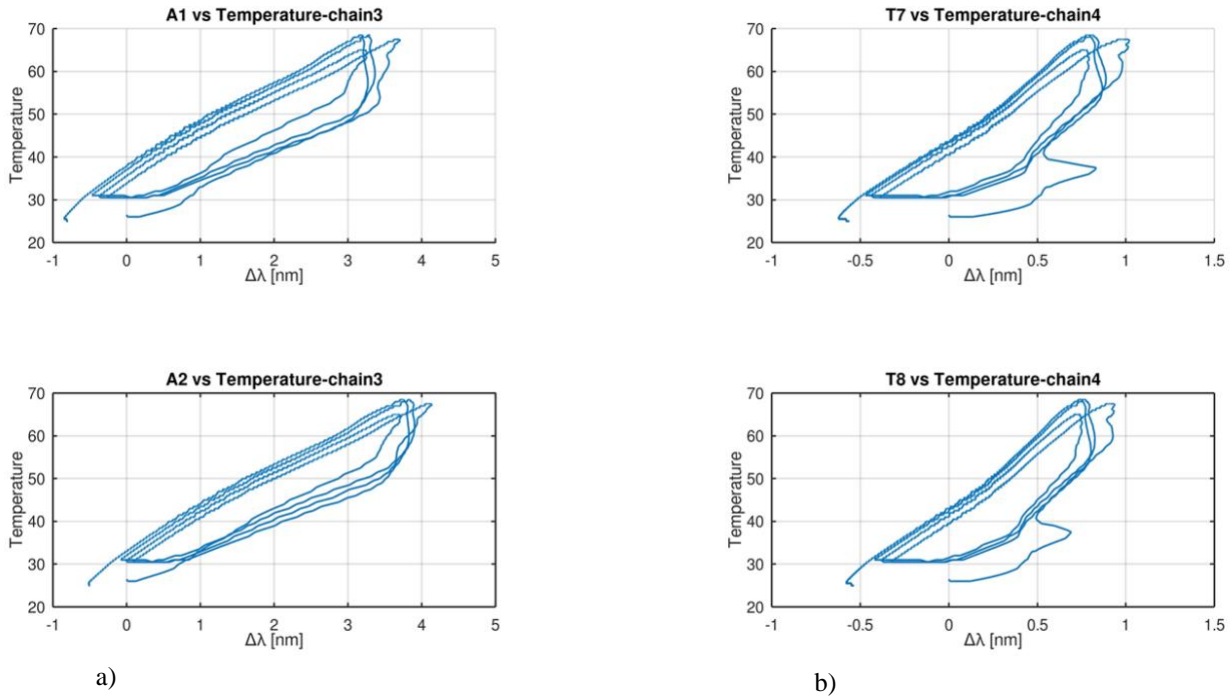 A1 vs Temperature-chain3
70
60
50
40
30
20
Temperature
-1 0 1 2 3 4 5
Δλ [nm]
T7 vs Temperature-chain4
70
60
50
40
30
20
Temperature
-1 -0.5 0 0.5 1 1.5
Δλ [nm]
A2 vs Temperature-chain3
70
60
50
40
30
20
Temperature
-1 0 1 2 3 4 5
Δλ [nm]
T8 vs Temperature-chain4
70
60
50
40
30
20
Temperature
-1 -0.5 0 0.5 1 1.5
Δλ [nm]
a)
b)